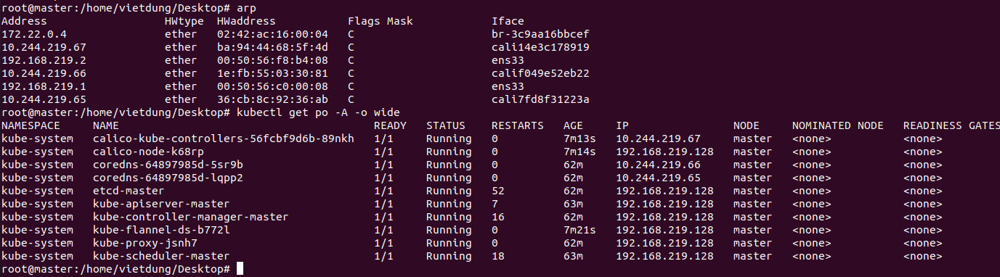 root@master:/home/vietdung/Desktop# arp
Address HWtype HWaddress Flags Mask Iface
172.22.0.4 ether 02:42:ac:16:00:04 C br-3c9aa16bbcef
10.244.219.67 ether ba:94:44:68:5f:4d C cali14e3c178919
192.168.219.2 ether 00:50:56:f8:b4:08 C ens33
10.244.219.66 ether 1e:fb:55:03:30:81 C calif049e52eb22
192.168.219.1 ether 00:50:56:c0:00:08 C ens33
10.244.219.65 ether 36:cb:8c:92:36:ab C cali7fd8f31223a
root@master:/home/vietdung/Desktop# kubectl get po -A -o wide
NAMESPACE NAME READY STATUS RESTARTS AGE IP NODE NOMINATED NODE READINESS GATES
kube-system calico-kube-controllers-56fcbf9d6b-89nkh 1/1 Running 0 7m13s 10.244.219.67 master <none> <none>
kube-system calico-node-k68rp 1/1 Running 0 7m14s 192.168.219.128 master <none> <none>
kube-system coredns-64897985d-5sr9b 1/1 Running 0 62m 10.244.219.66 master <none> <none>
kube-system coredns-64897985d-lqpp2 1/1 Running 0 62m 10.244.219.65 master <none> <none>
kube-system etcd-master 1/1 Running 52 62m 192.168.219.128 master <none> <none>
kube-system kube-apiserver-master 1/1 Running 7 63m 192.168.219.128 master <none> <none>
kube-system kube-controller-manager-master 1/1 Running 16 62m 192.168.219.128 master <none> <none>
kube-system kube-flannel-ds-b772l 1/1 Running 0 7m21s 192.168.219.128 master <none> <none>
kube-system kube-proxy-jsnh7 1/1 Running 0 62m 192.168.219.128 master <none> <none>
kube-system kube-scheduler-master 1/1 Running 18 63m 192.168.219.128 master <none> <none>
root@master:/home/vietdung/Desktop#